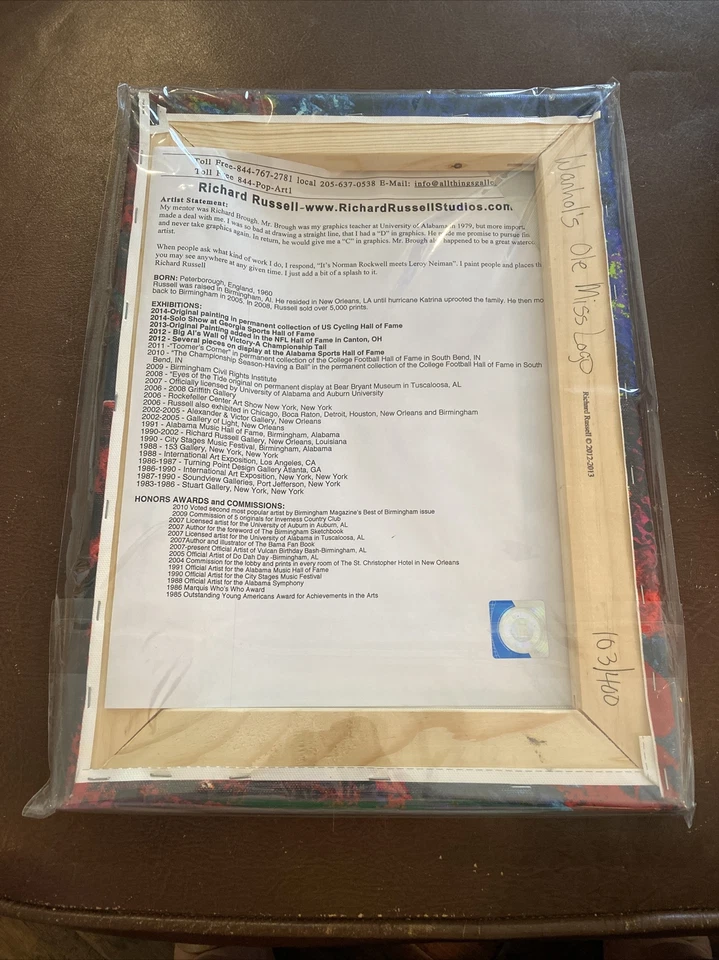 Toll Free-844-767-2781 local 205-637-0538 E-Mail: info@allthingsgalle
Toll Free 844-Pop-Art1
Richard Russell-www.RichardRussellStudios.com
Artist Statement:
My mentor was Richard Brough. Mr. Brough was my graphics teacher at University of Alabama in 1979, but more import
made a deal with me. I was so bad at drawing a straight line, that I had a "D" in graphics. He made me promise to pursue fin
and never take graphics again. In return, he would give me a "C" in graphics. Mr. Brough als happened to be a great waterco
artist.
When people ask what kind of work I do, I respond, "It's Norman Rockwell meets Leroy Neiman". I paint people and places th
you may see anywhere at any given time. I just add a bit of a splash to it.
Richard Russell
BORN: Peterborough, England, 1960
Russell was raised in Birmingham, Al. He resided in New Orleans, LA until hurricane Katrina uprooted the family. He then mo
back to Birmingham in 2005. In 2008, Russell sold over 5,000 prints.
EXHIBITIONS:
2014-Original painting in permanent collection of US Cycling Hall of Fame
2014-Solo Show at Georgia Sports Hall of Fame
2013-Original Painting added in the NFL Hall of Fame in Canton, OH
2012 - Big Al's Wall of Victory-A Championship Tail
2012 - Several pieces on display at the Alabama Sports Hall of Fame
2011 -"Toomer's Corner" in permanent collection of the College Football Hall of Fame in South Bend, IN
2010 - "The Championship Season-Having a Ball" in the permanent collection of the College Football Hall of Fame in South
Bend, IN
2009 - Birmingham Civil Rights Institute
2008 - "Eyes of the Tide original on permanent display at Bear Bryant Museum in Tuscaloosa, AL
2007 - Officially licensed by University of Alabama and Auburn University
2006 - 2008 Griffith Gallery
2006 - Rockefeller Center Art Show New York, New York
2006 - Russell also exhibited in Chicago, Boca Raton, Detroit, Houston, New Orleans and Birmingham
2002-2005 - Alexander & Victor Gallery, New Orleans
2002-2005 - Gallery of Light, New Orleans
1991 - Alabama Music Hall of Fame, Birmingham, Alabama
1990-2002 - Richard Russell Gallery, New Orleans, Louisiana
1990 - City Stages Music Festival, Birmingham, Alabama
1988 - 153 Gallery, New York, New York
1988 - International Art Exposition, Los Angeles, CA
1986-1987 - Turning Point Design Gallery Atlanta, GA
1986-1990 - International Art Exposition, New York, New York
1987-1990 - Soundview Galleries, Port Jefferson, New York
1983-1986 - Stuart Gallery, New York, New York
HONORS AWARDS and COMMISSIONS:
2010 Voted second most popular artist by Birmingham Magazine's Best of Birmingham issue
2009 Commission of 5 originals for Inverness Country Club
2007 Licensed artist for the University of Auburn in Auburn, AL
2007 Author for the foreword of The Birmingham Sketchbook
2007 Licensed artist for the University of Alabama in Tuscaloosa, AL
2007Author and Illustrator of The Bama Fan Book
2007-present Official Artist of Vulcan Birthday Bash-Birmingham, AL
2005 Official Artist of Do Dah Day -Birmingham, AL
2004 Commission for the lobby and prints in every room of The St. Christopher Hotel in New Orleans
1991 Official Artist for the Alabama Music Hall of Fame
1990 Official Artist for the City Stages Music Festival
1988 Official Artist for the Alabama Symphony
1986 Marquis Who's Who Award
1985 Outstanding Young Americans Award for Achievements in the Arts
Warhol's Ole Miss Logo
Richard Russell © 2012-2013
103/400